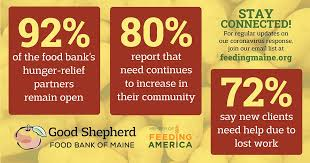 92%
of the food bank's
hunger-relief
partners
remain open
80%
report that
need continues
to increase in
their community
STAY
CONNECTED!
For regular updates on
our coronavirus response,
join our email list at
feedingmaine.org
72%
say new clients
need help due to
lost work
Good Shepherd
FOOD BANK OF MAINE
MEMBER OF
FEEDING
AMERICA